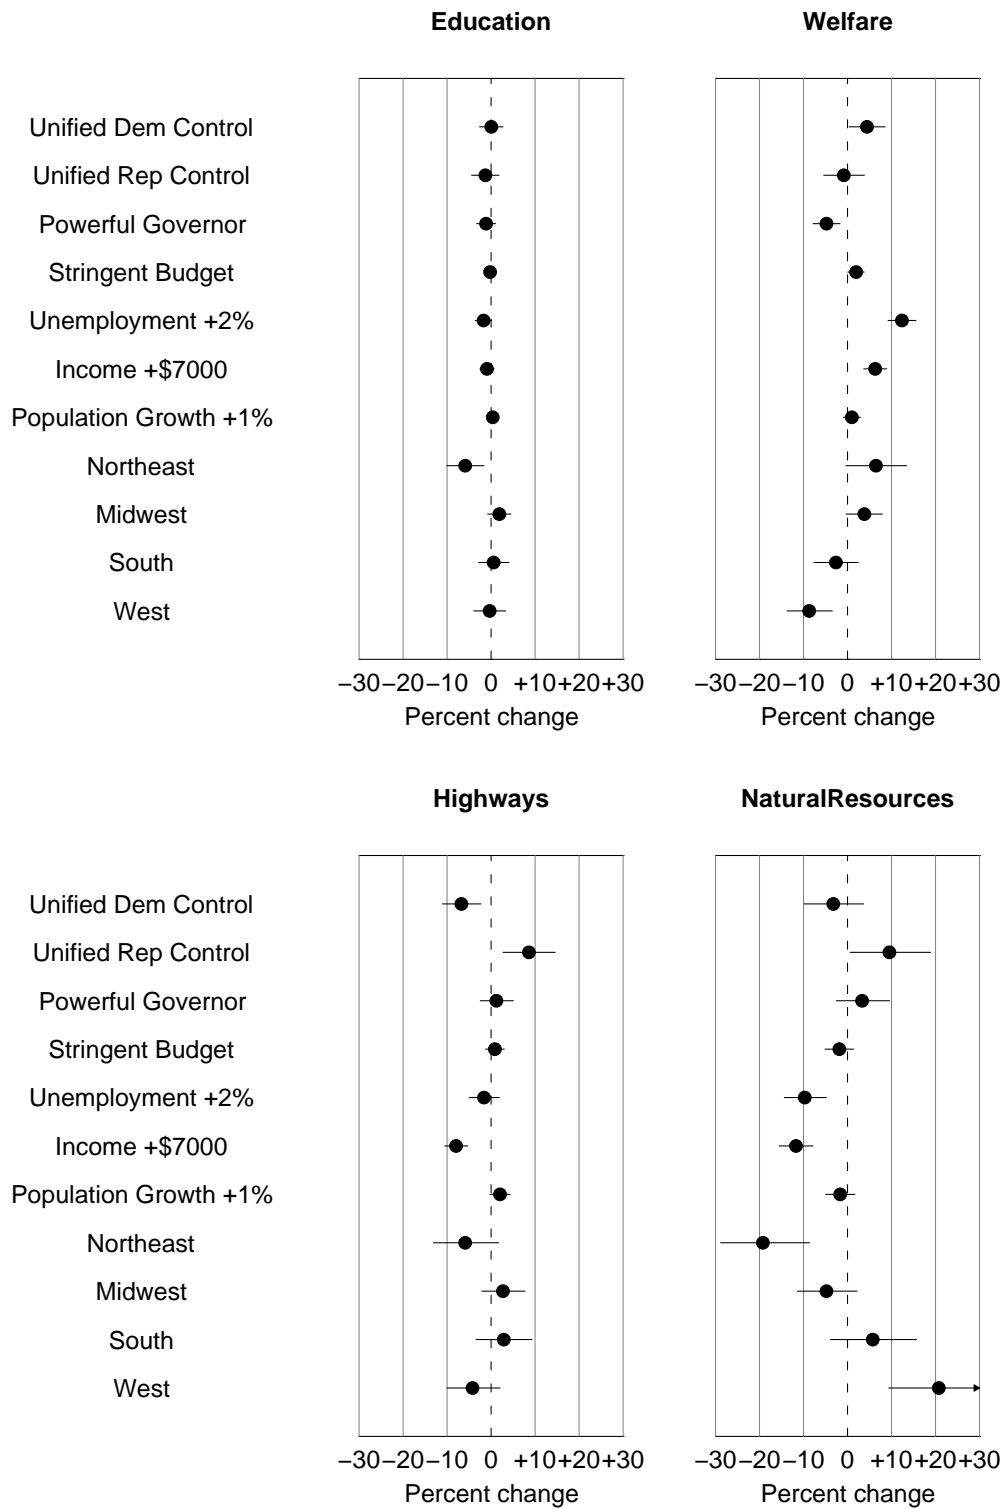 Education
Welfare
Unified Dem Control
Unified Rep Control
Powerful Governor
Stringent Budget
Unemployment +2%
Income +$7000
Population Growth +1%
Northeast
Midwest
South
West
−30 −20 −10 0 +10 +20 +30
Percent change
−30 −20 −10 0 +10 +20 +30
Percent change
Highways
NaturalResources
Unified Dem Control
Unified Rep Control
Powerful Governor
Stringent Budget
Unemployment +2%
Income +$7000
Population Growth +1%
Northeast
Midwest
South
West
−30 −20 −10 0 +10 +20 +30
Percent change
−30 −20 −10 0 +10 +20 +30
Percent change